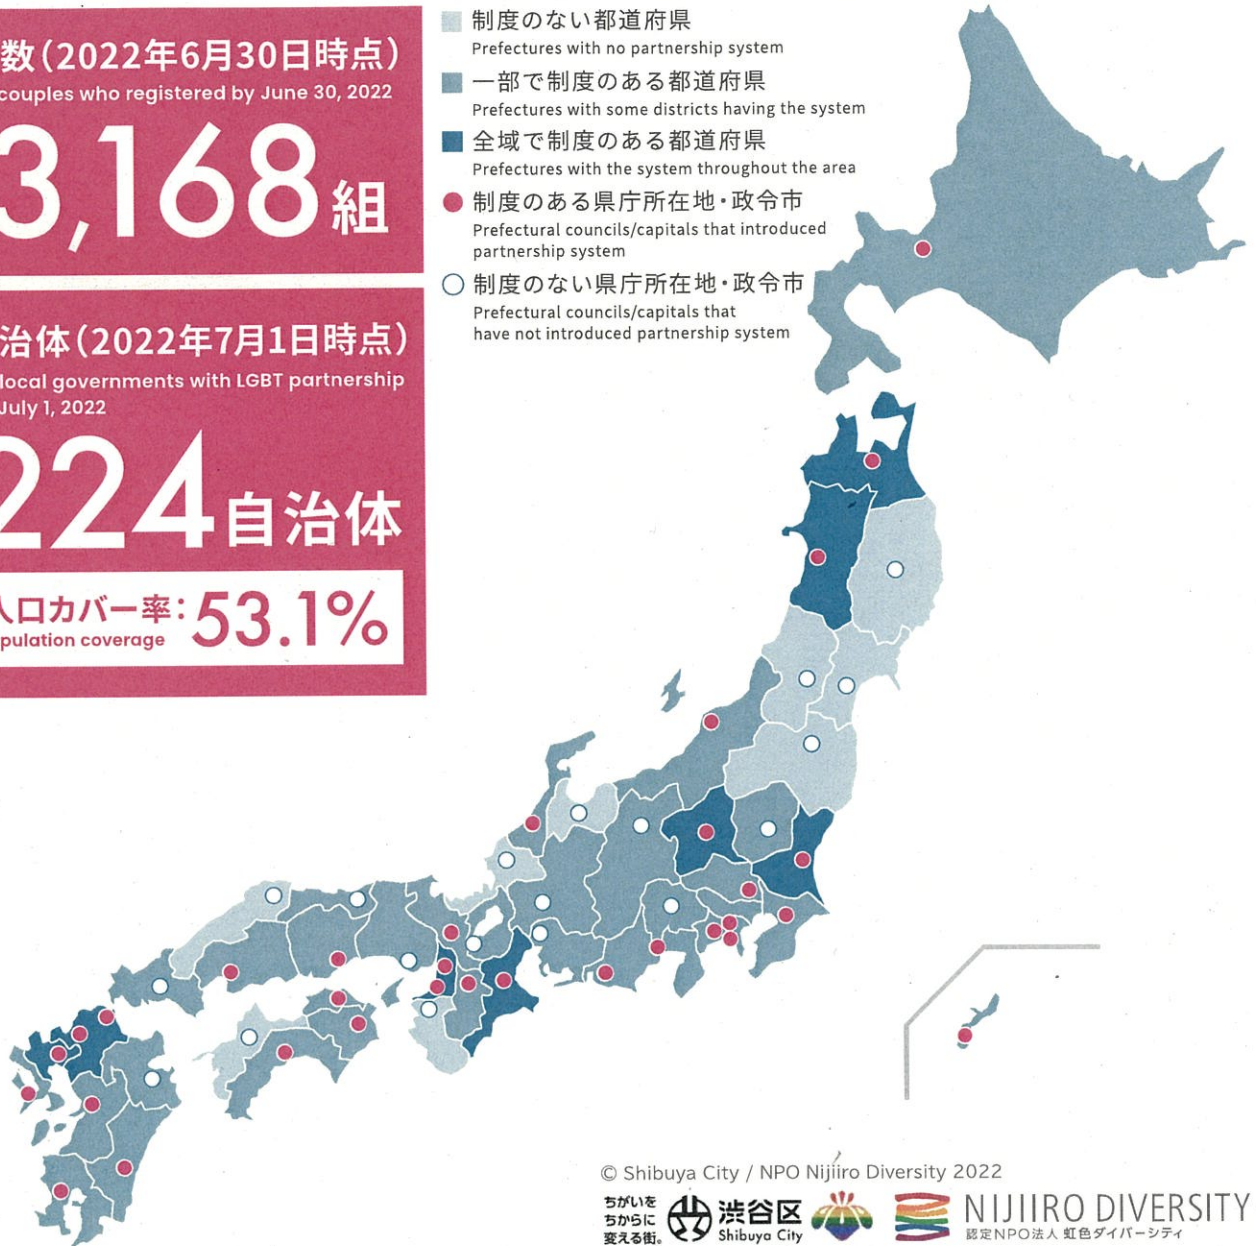 数（2022年6月30日時点）
couples who registered by June 30, 2022
3,168組
治体（2022年7月1日時点）
local governments with LGBT partnership
July 1, 2022
224自治体
人口カバー率：53.1%
pulation coverage
制度のない都道府県
Prefectures with no partnership system
一部で制度のある都道府県
Prefectures with some districts having the system
全域で制度のある都道府県
Prefectures with the system throughout the area
制度のある県庁所在地・政令市
Prefectural councils/capitals that introduced
partnership system
制度のない県庁所在地・政令市
Prefectural councils/capitals that
have not introduced partnership system
© Shibuya City / NPO Nijiiro Diversity 2022
ちがいを
ちからに
変える街。
渋谷区
Shibuya City
NIJIIRO DIVERSITY
認定NPO法人 虹色ダイバーシティ